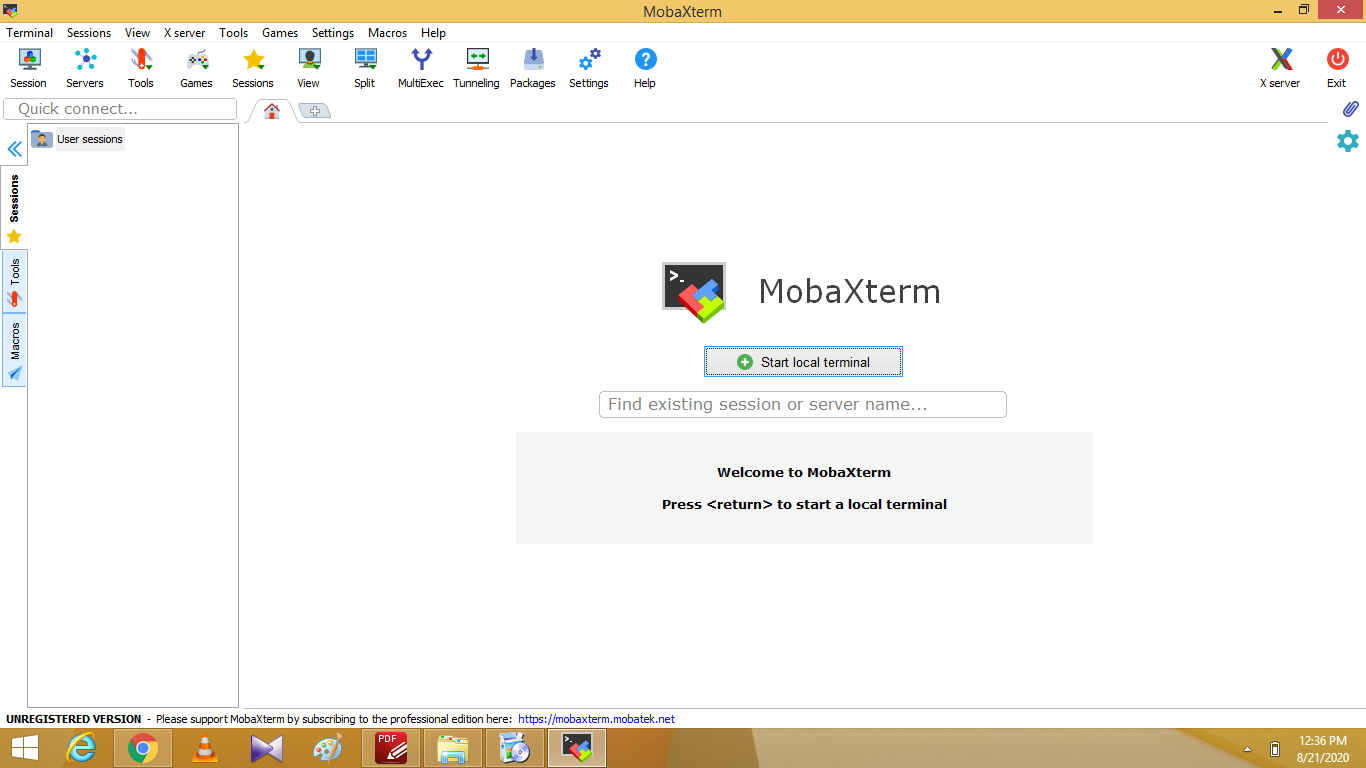 MobaXterm
Terminal Sessions View X server Tools Games Settings Macros Help
Session Servers Tools Games Sessions View Split MultiExec Tunneling Packages Settings Help X server Exit
Quick connect...
User sessions
Sessions
Tools
Macros
>_ MobaXterm
Start local terminal
Find existing session or server name...
Welcome to MobaXterm
Press <return> to start a local terminal
UNREGISTERED VERSION - Please support MobaXterm by subscribing to the professional edition here: https://mobaxterm.mobatek.net
PDF
12:36 PM
8/21/2020